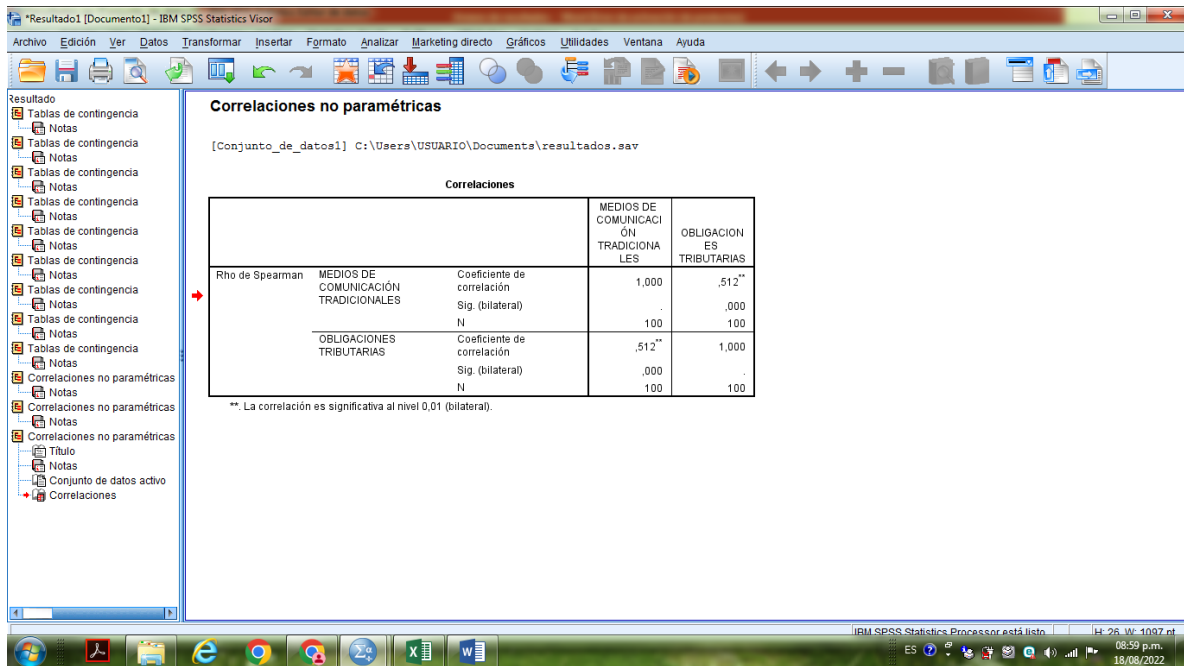 *Resultado1 [Documento1] - IBM SPSS Statistics Visor
Archivo Edición Ver Datos Transformar Insertar Formato Analizar Marketing directo Gráficos Utilidades Ventana Ayuda
Resultado
Tablas de contingencia
Notas
Tablas de contingencia
Notas
Tablas de contingencia
Notas
Tablas de contingencia
Notas
Tablas de contingencia
Notas
Tablas de contingencia
Notas
Tablas de contingencia
Notas
Tablas de contingencia
Notas
Tablas de contingencia
Notas
Correlaciones no paramétricas
Notas
Correlaciones no paramétricas
Notas
Correlaciones no paramétricas
Título
Notas
Conjunto de datos activo
Correlaciones
Correlaciones no paramétricas
[Conjunto_de_datos1] C:\Users\USUARIO\Documents\resultados.sav
Correlaciones
MEDIOS DE
COMUNICACI
ÓN
TRADICIONA
LES
OBLIGACION
ES
TRIBUTARIAS
Rho de Spearman
MEDIOS DE
COMUNICACIÓN
TRADICIONALES
Coeficiente de
correlación
1,000 ,512**
Sig. (bilateral) . ,000
N 100 100
OBLIGACIONES
TRIBUTARIAS
Coeficiente de
correlación
,512** 1,000
Sig. (bilateral) ,000 .
N 100 100
**. La correlación es significativa al nivel 0,01 (bilateral).
IBM SPSS Statistics Processor está listo H: 26, W: 1097 pt
ES 08:59 p.m.
18/08/2022